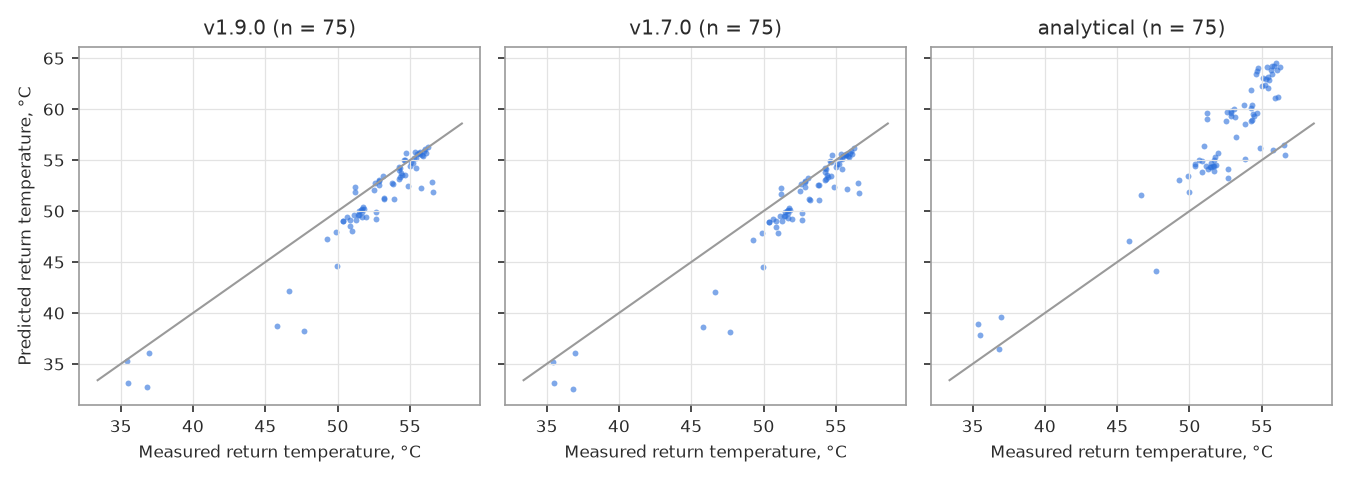 v1.9.0 (n = 75)
v1.7.0 (n = 75)
analytical (n = 75)
Predicted return temperature, °C
65
60
55
50
45
40
35
35 40 45 50 55
35 40 45 50 55
35 40 45 50 55
Measured return temperature, °C
Measured return temperature, °C
Measured return temperature, °C